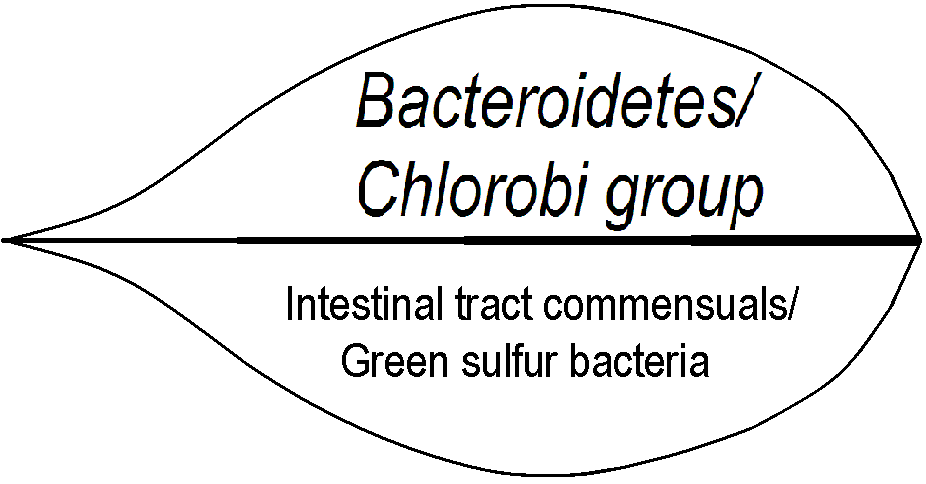 Bacteroidetes/
Chlorobi group
Intestinal tract commensuals/
Green sulfur bacteria